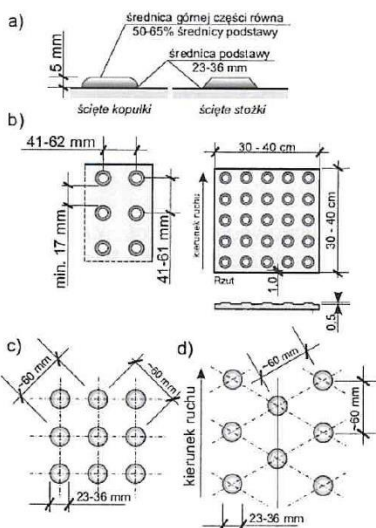 a)
średnica górnej części równa
50-65% średnicy podstawy
5 mm
średnica podstawy
23-36 mm
ścięte kopułki
ścięte stożki
b)
41-62 mm
min. 17 mm
41-61 mm
30 - 40 cm
kierunek ruchu
30 - 40 cm
Rzut
1.0
0.5
c)
~60 mm
~60 mm
23-36 mm
d)
~60 mm
kierunek ruchu
~60 mm
23-36 mm